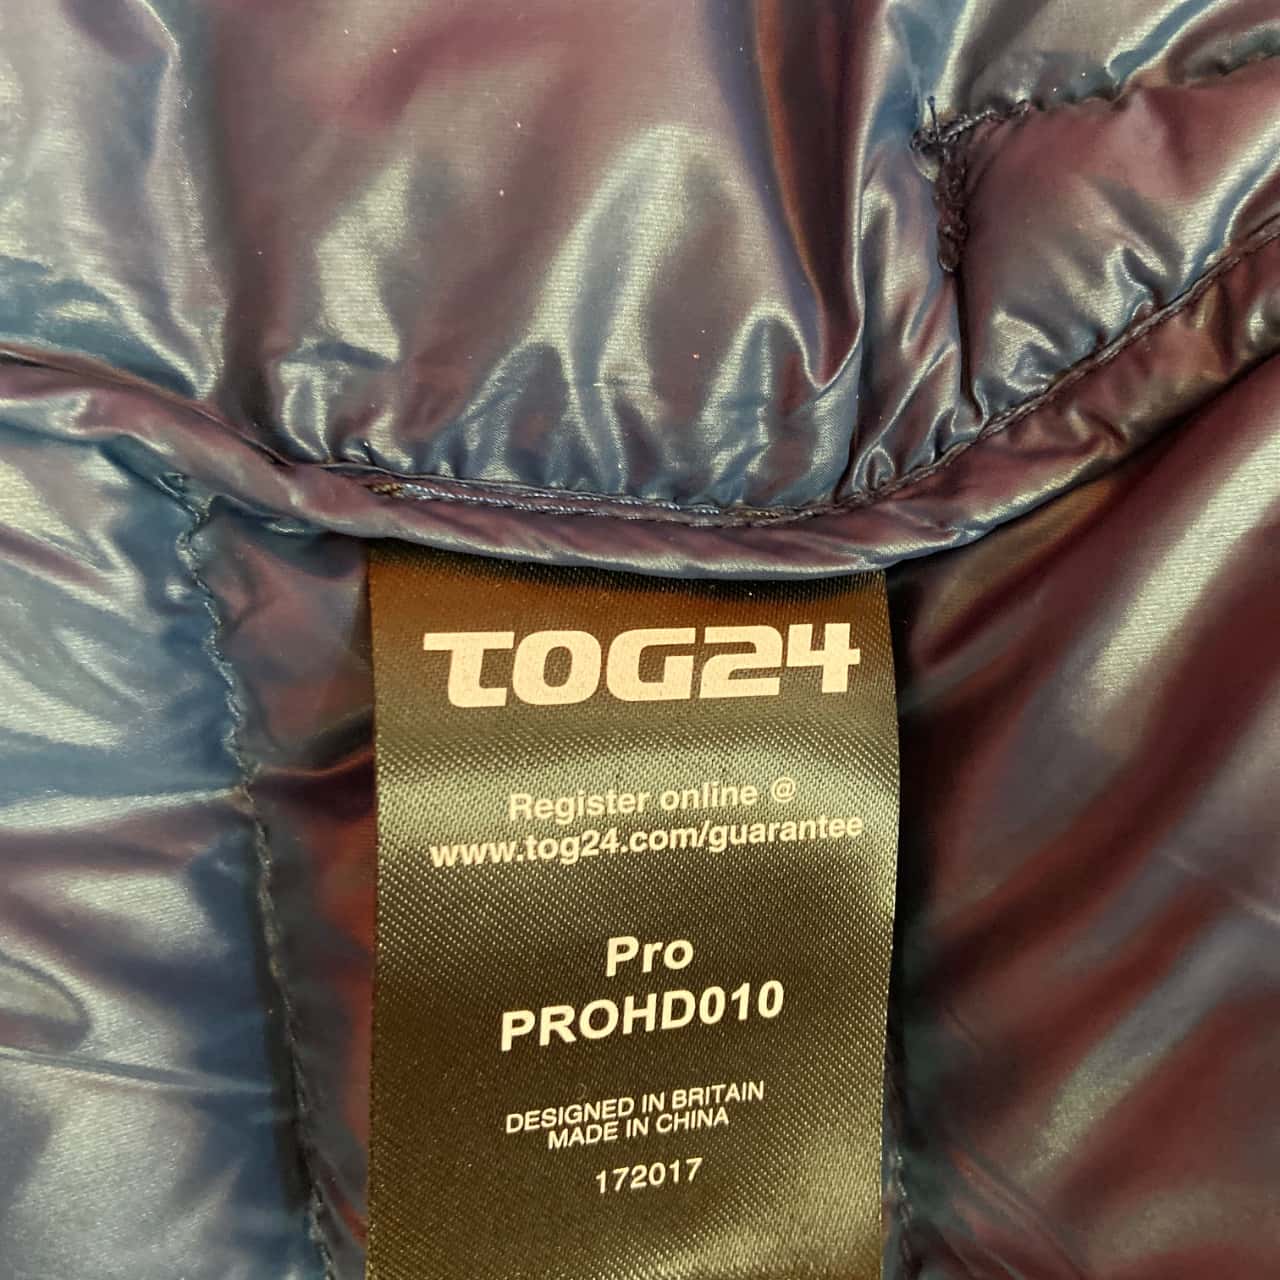 TOG24
Register online @
www.tog24.com/guarantee
Pro
PROHD010
DESIGNED IN BRITAIN
MADE IN CHINA
172017